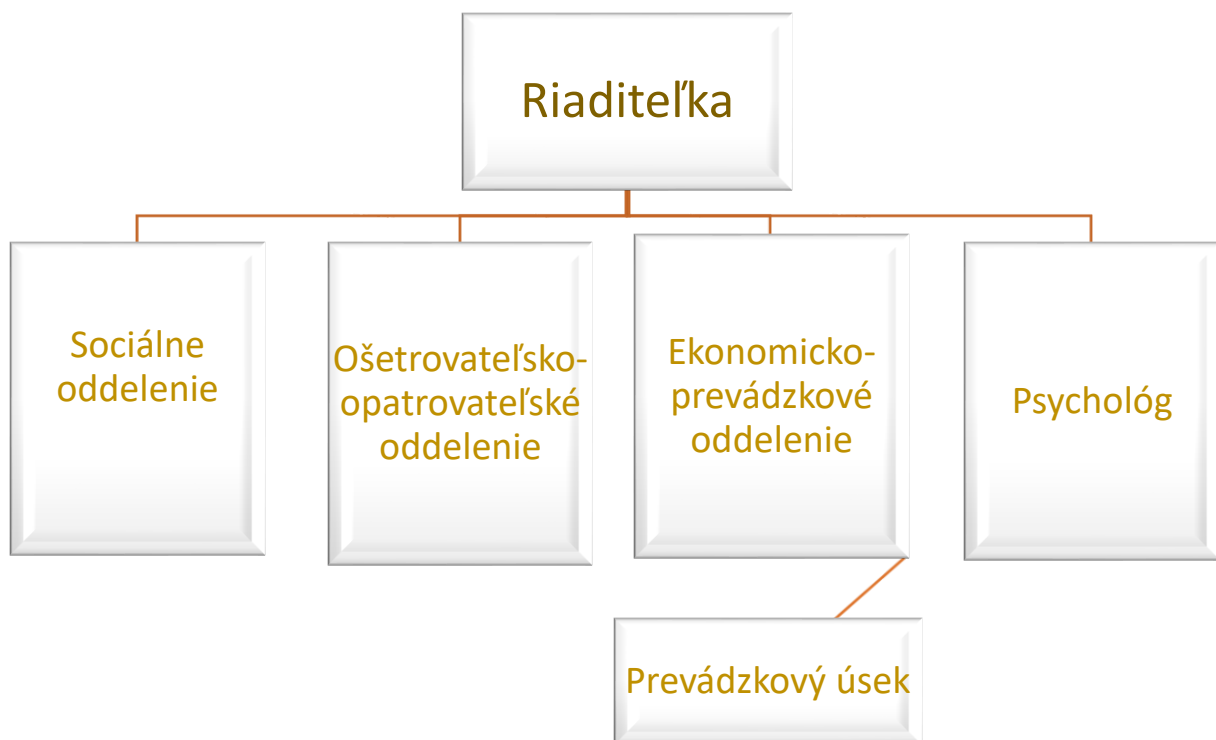 Riaditeľka
Sociálne
oddelenie
Ošetrovateľsko-
opatrovateľské
oddelenie
Ekonomicko-
prevádzkové
oddelenie
Psychológ
Prevádzkový úsek